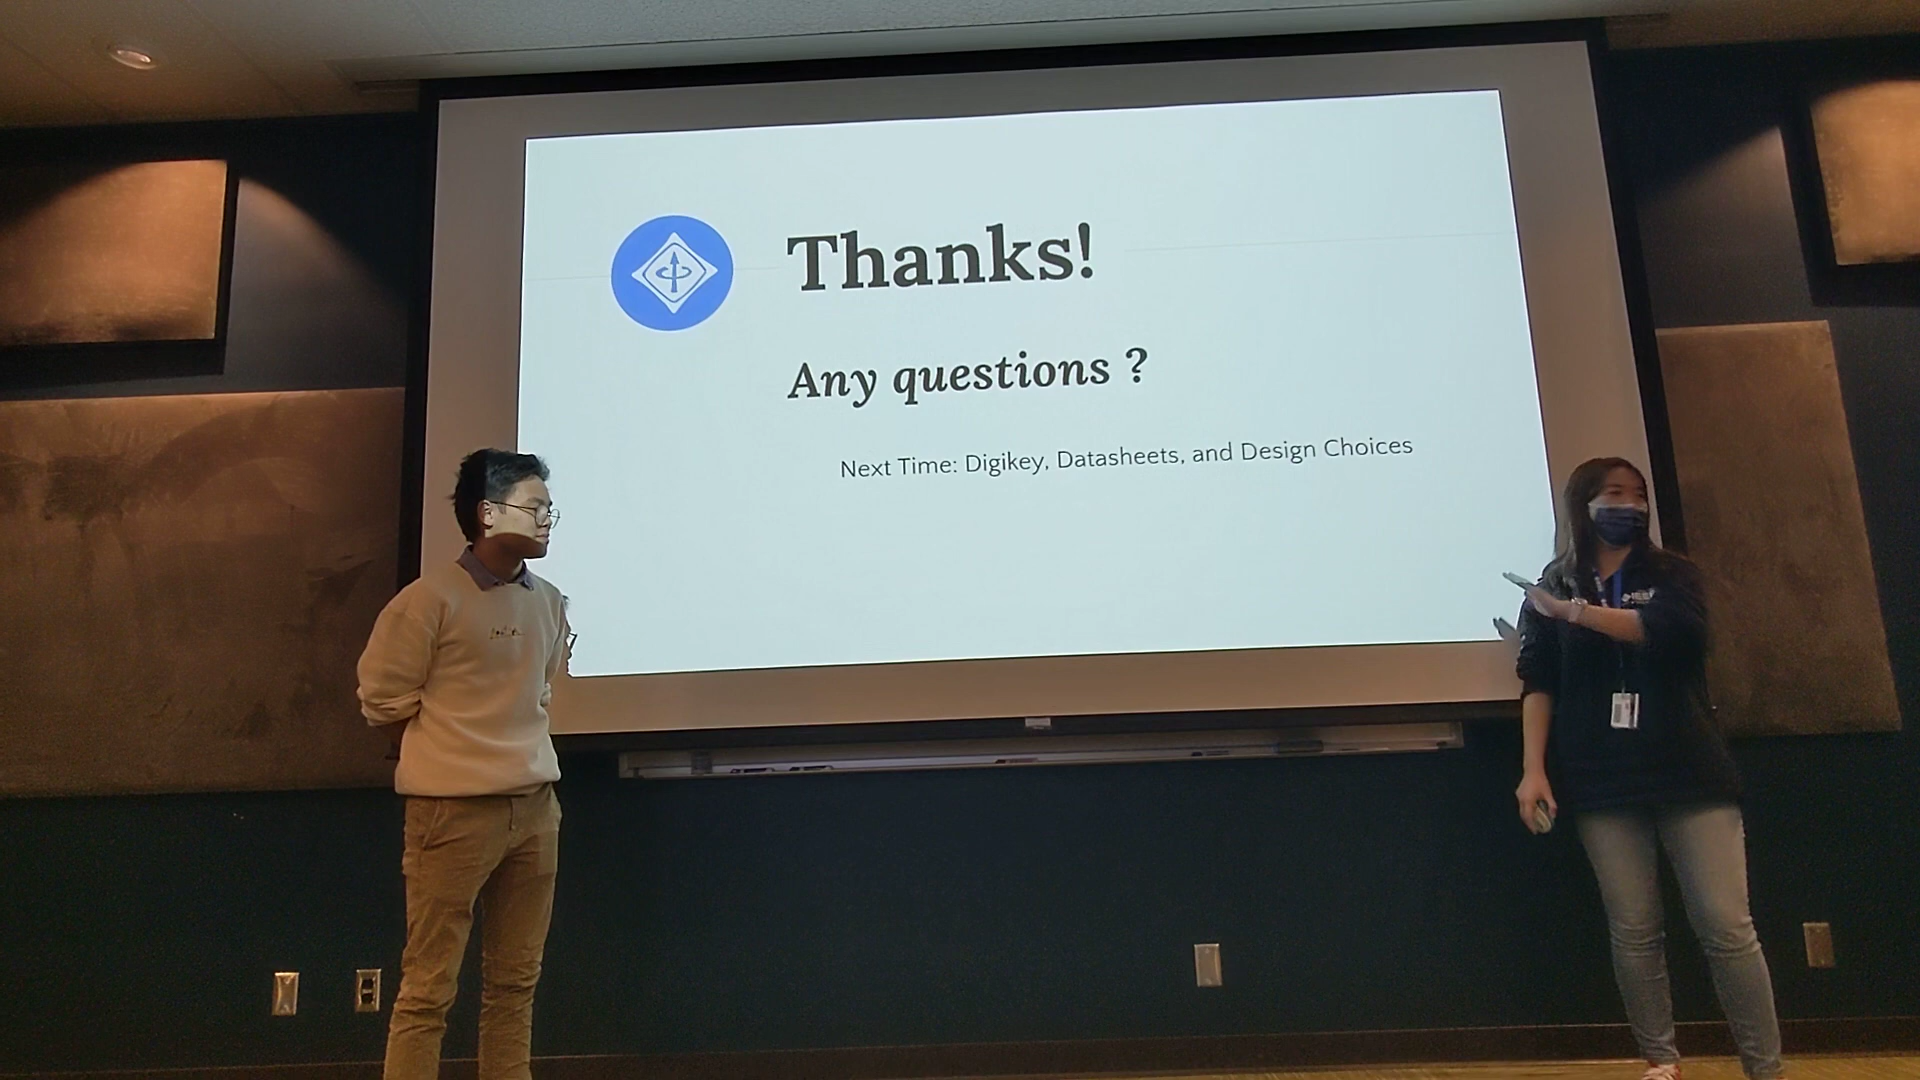 Thanks!
Any questions ?
Next Time: Digikey, Datasheets, and Design Choices